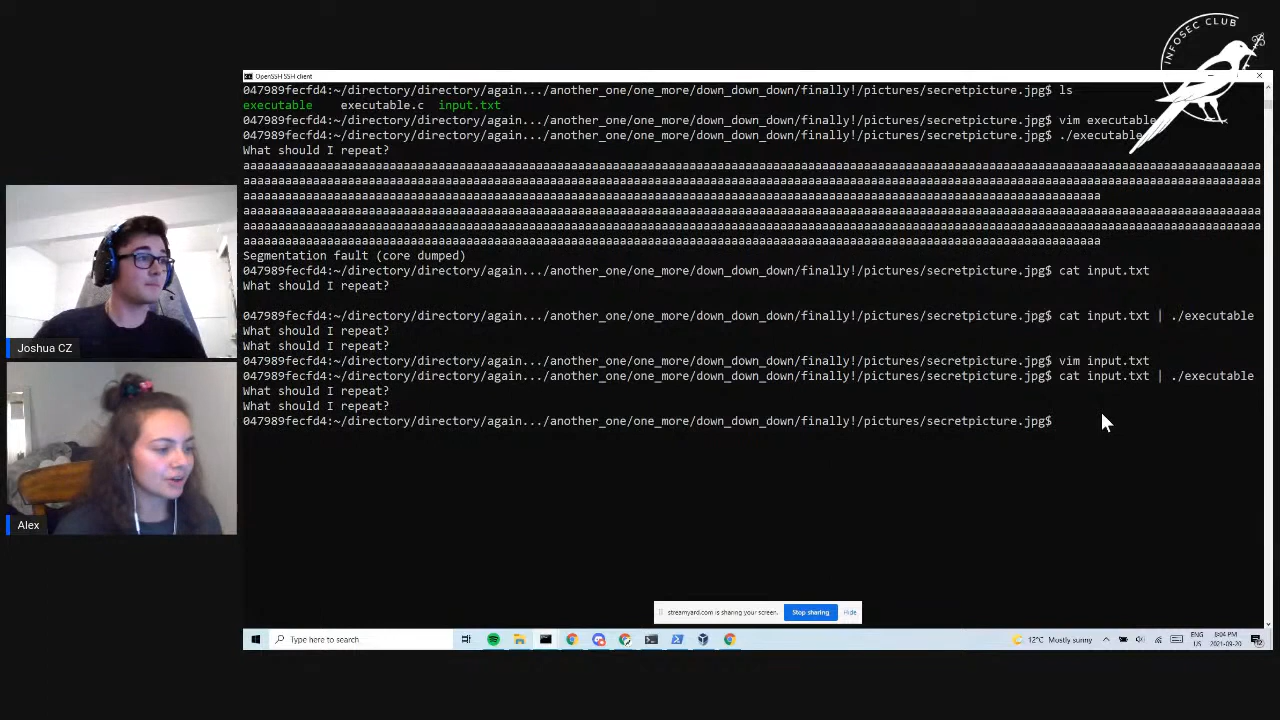 INFOSEC CLUB
OpenSSH SSH client
047989fecfd4:~/directory/directory/again.../another_one/one_more/down_down_down/finally!/pictures/secretpicture.jpg$ ls
executable executable.c input.txt
047989fecfd4:~/directory/directory/again.../another_one/one_more/down_down_down/finally!/pictures/secretpicture.jpg$ vim executable
047989fecfd4:~/directory/directory/again.../another_one/one_more/down_down_down/finally!/pictures/secretpicture.jpg$ ./executable
What should I repeat?
Segmentation fault (core dumped)
047989fecfd4:~/directory/directory/again.../another_one/one_more/down_down_down/finally!/pictures/secretpicture.jpg$ cat input.txt
What should I repeat?
047989fecfd4:~/directory/directory/again.../another_one/one_more/down_down_down/finally!/pictures/secretpicture.jpg$ cat input.txt | ./executable
What should I repeat?
What should I repeat?
047989fecfd4:~/directory/directory/again.../another_one/one_more/down_down_down/finally!/pictures/secretpicture.jpg$ vim input.txt
047989fecfd4:~/directory/directory/again.../another_one/one_more/down_down_down/finally!/pictures/secretpicture.jpg$ cat input.txt | ./executable
What should I repeat?
What should I repeat?
047989fecfd4:~/directory/directory/again.../another_one/one_more/down_down_down/finally!/pictures/secretpicture.jpg$
Joshua CZ
Alex
streamyard.com is sharing your screen.
Stop sharing
Hide
Type here to search
12°C Mostly sunny
ENG
US
8:04 PM
2021-09-20